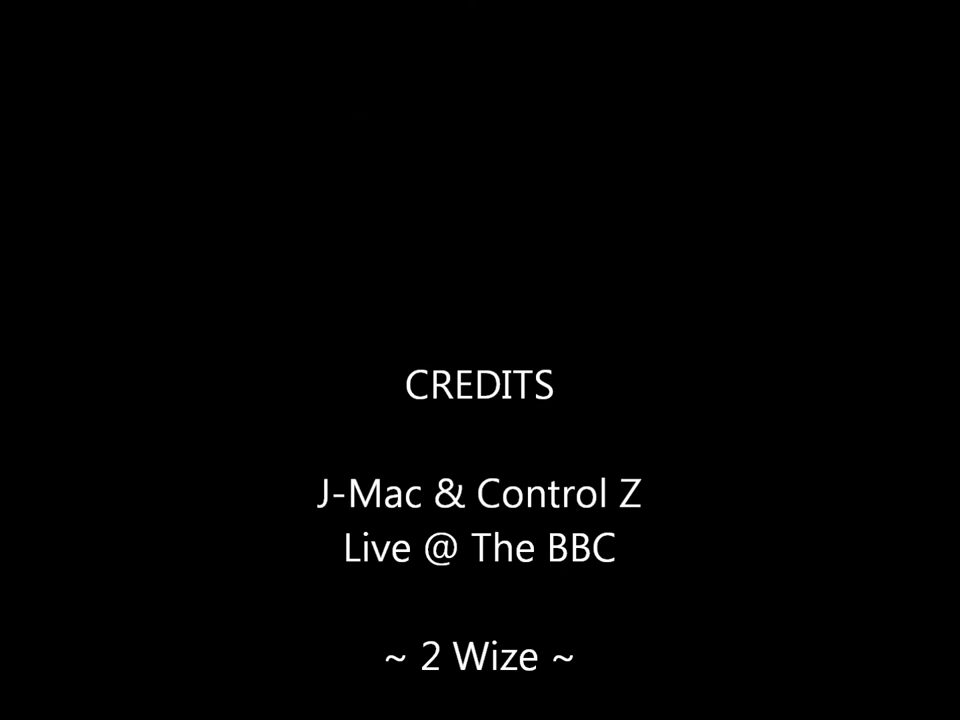 CREDITS
J-Mac & Control Z
Live @ The BBC
~ 2 Wize ~